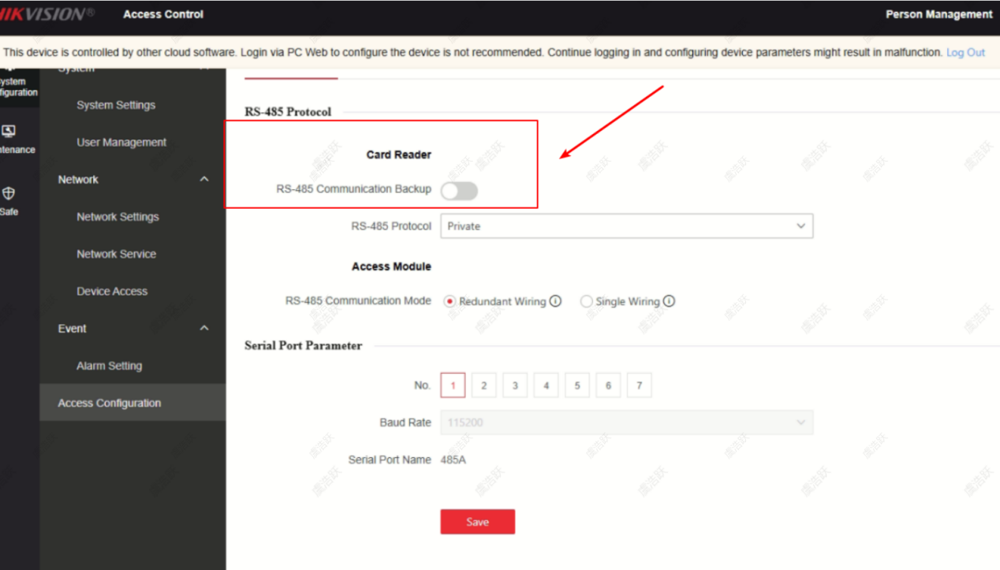 HIKVISION® Access Control Person Management
This device is controlled by other cloud software. Login via PC Web to configure the device is not recommended. Continue logging in and configuring device parameters might result in malfunction. Log Out
System
ystem
figuration
System Settings
RS-485 Protocol
ntenance
User Management
Card Reader
Network
RS-485 Communication Backup
Safe
Network Settings
RS-485 Protocol Private
Network Service
Access Module
Device Access
RS-485 Communication Mode Redundant Wiring Single Wiring
Event
Serial Port Parameter
Alarm Setting
No. 1 2 3 4 5 6 7
Access Configuration
Baud Rate 115200
Serial Port Name 485A
Save
虞浩跃